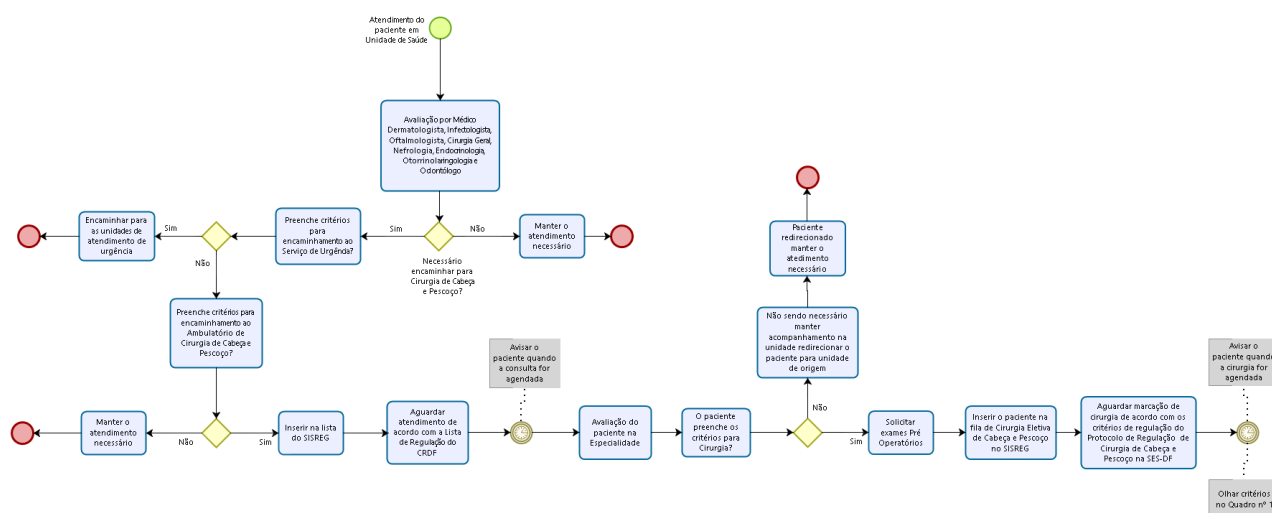 Atendimento do
paciente em
Unidade de Saúde
Avaliação por Médico
Dermatologista, Infectologista,
Oftalmologista, Cirurgia Geral,
Nefrologia, Endocrinologia,
Otorrinolaringologia e
Odontólogo
Encaminhar para
as unidades de
atendimento de
urgência
Sim
Preenche critérios
para
encaminhamento ao
Serviço de Urgência?
Sim
Não
Manter o
atendimento
necessário
Necessário
encaminhar para
Cirurgia de Cabeça
e Pescoço?
Não
Preenche critérios para
encaminhamento ao
Ambulatório de
Cirurgia de Cabeça e
Pescoço?
Manter o
atendimento
necessário
Não
Sim
Inserir na lista
do SISREG
Aguardar
atendimento de
acordo com a Lista
de Regulação do
CRDF
Avisar o
paciente quando
a consulta for
agendada
Avaliação do
paciente na
Especialidade
O paciente
preenche os
critérios para
Cirurgia?
Não
Não sendo necessário
manter
acompanhamento na
unidade redirecionar o
paciente para unidade
de origem
Paciente
redirecionado
manter o
atedimento
necessário
Sim
Solicitar
exames Pré
Operatórios
Inserir o paciente na
fila de Cirurgia Eletiva
de Cabeça e Pescoço
no SISREG
Aguardar marcação de
cirurgia de acordo com os
critérios de regulação do
Protocolo de Regulação de
Cirurgia de Cabeça e
Pescoço na SES-DF
Avisar o
paciente quando
a cirurgia for
agendada
Olhar critérios
no Quadro nº 1